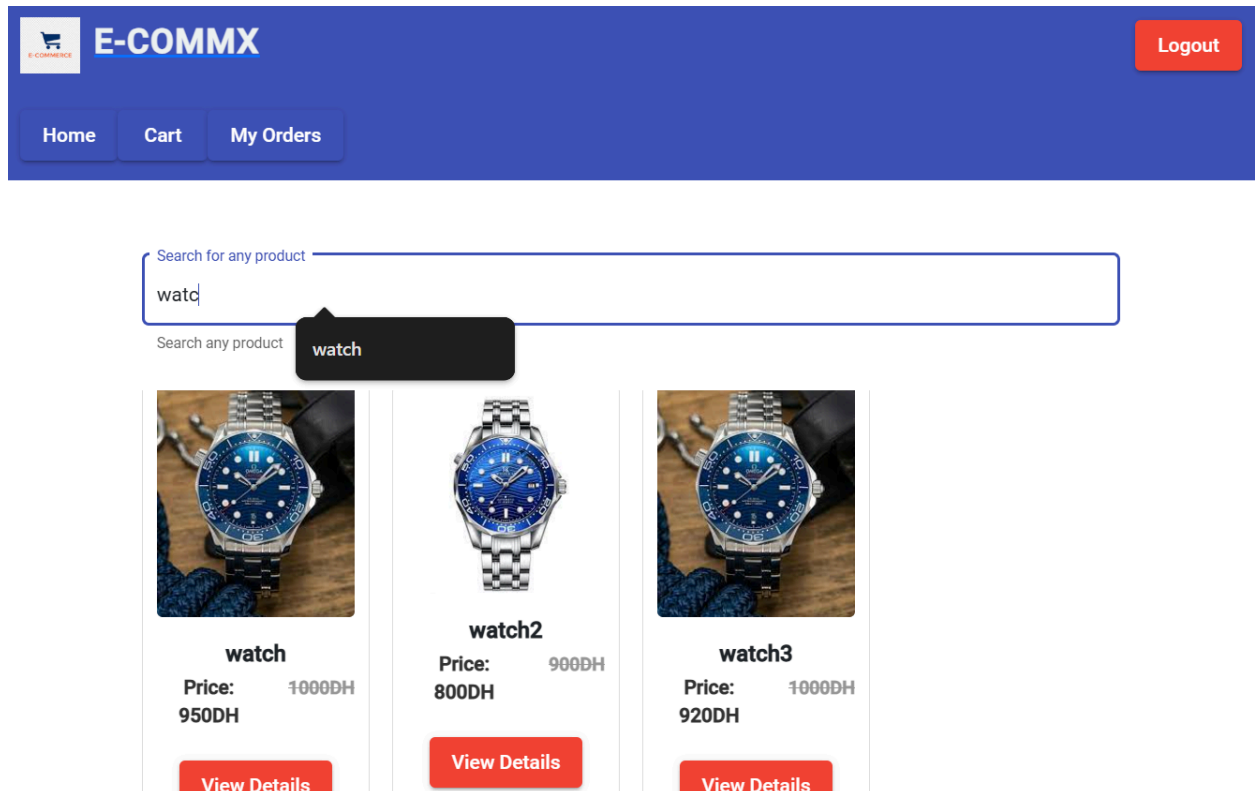 E-COMMERCE
E-COMMX
Logout
Home Cart My Orders
Search for any product
watc
Search any product
watch
watch
Price: 1000DH
950DH
View Details
watch2
Price: 900DH
800DH
View Details
watch3
Price: 1000DH
920DH
View Details